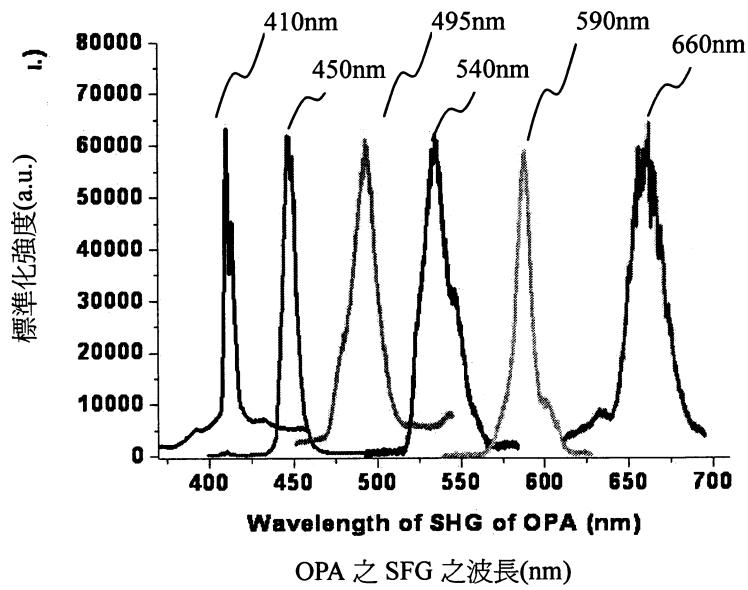 410nm 495nm 590nm
450nm 540nm 660nm
80000
70000
60000
50000
40000
30000
20000
10000
0
標準化強度(a.u.)
400 450 500 550 600 650 700
Wavelength of SHG of OPA (nm)
OPA 之 SFG 之波長(nm)